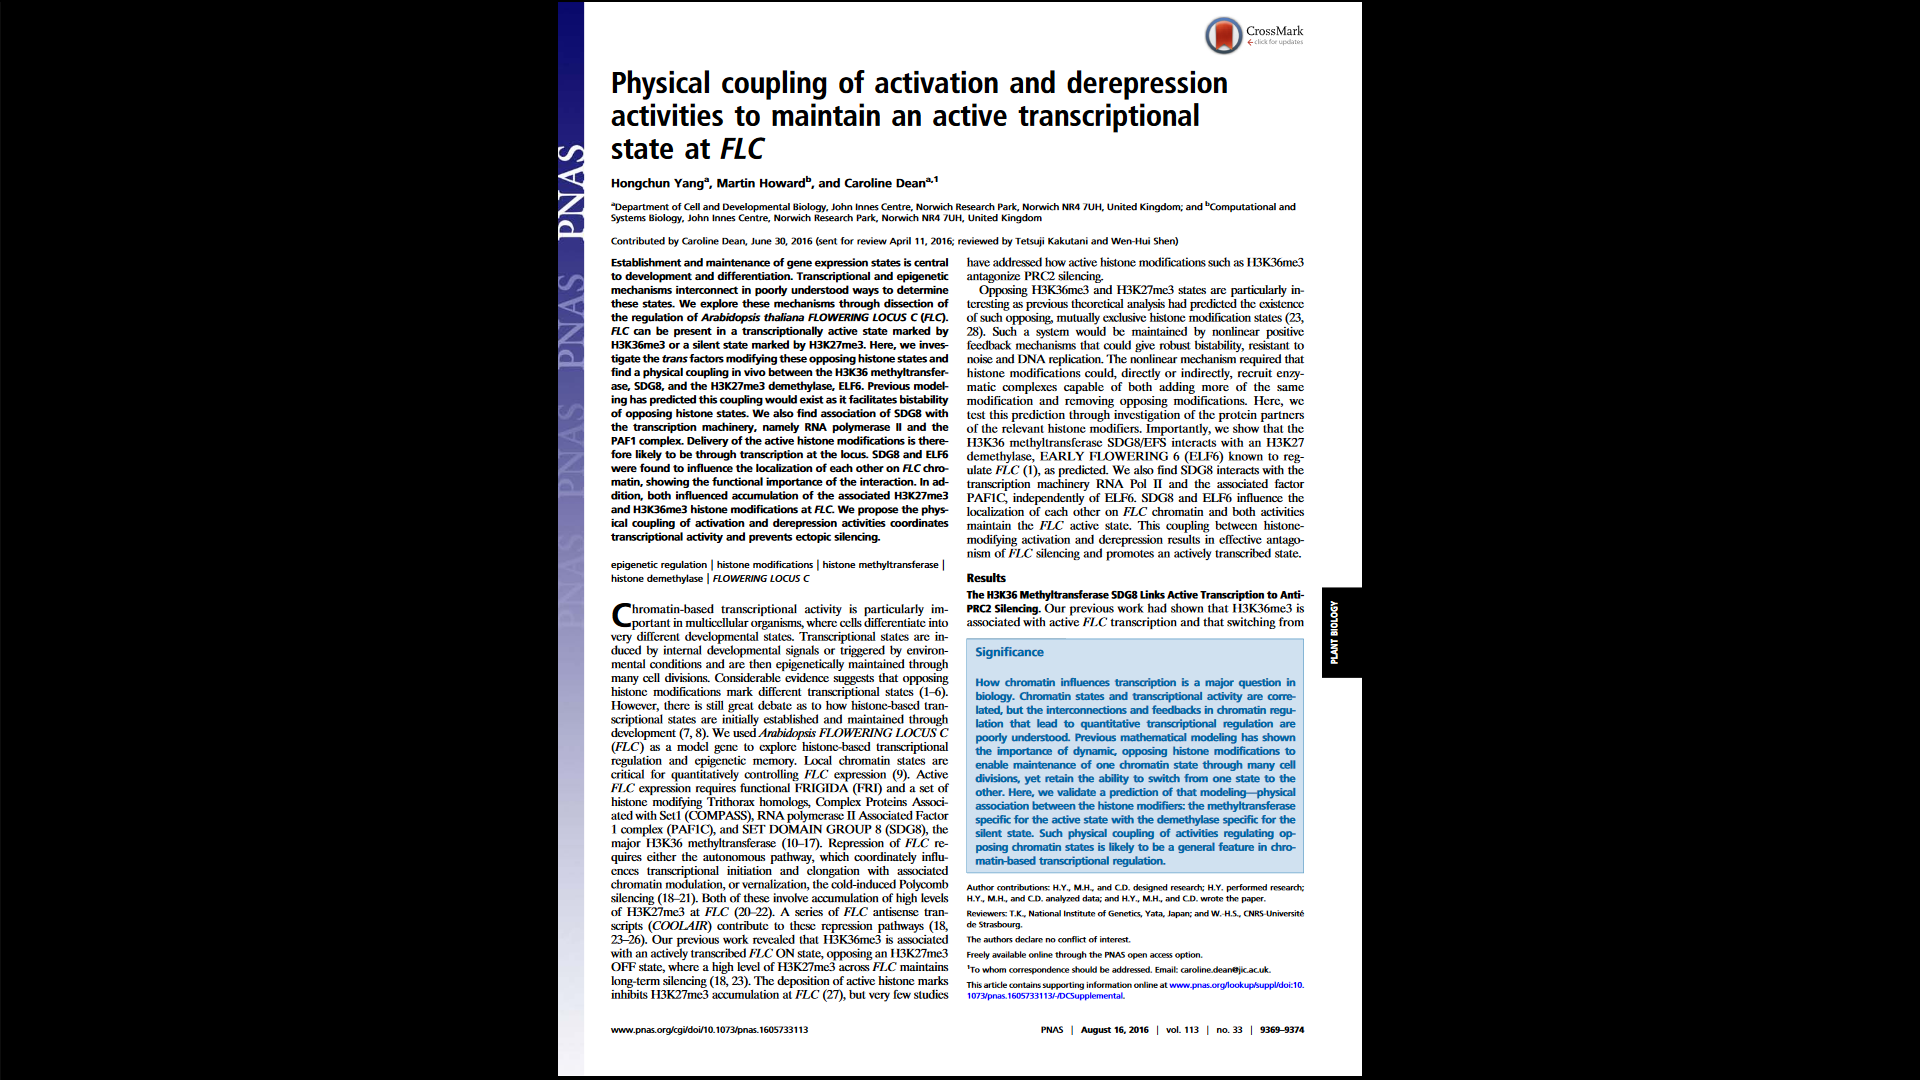 CrossMark
click for updates
Physical coupling of activation and derepression
activities to maintain an active transcriptional
state at FLC
Hongchun Yangᵃ, Martin Howardᵇ, and Caroline Deanᵃ,¹
ᵃDepartment of Cell and Developmental Biology, John Innes Centre, Norwich Research Park, Norwich NR4 7UH, United Kingdom; and ᵇComputational and
Systems Biology, John Innes Centre, Norwich Research Park, Norwich NR4 7UH, United Kingdom
Contributed by Caroline Dean, June 30, 2016 (sent for review April 11, 2016; reviewed by Tetsuji Kakutani and Wen-Hui Shen)
Establishment and maintenance of gene expression states is central
to development and differentiation. Transcriptional and epigenetic
mechanisms interconnect in poorly understood ways to determine
these states. We explore these mechanisms through dissection of
the regulation of Arabidopsis thaliana FLOWERING LOCUS C (FLC).
FLC can be present in a transcriptionally active state marked by
H3K36me3 or a silent state marked by H3K27me3. Here, we inves-
tigate the trans factors modifying these opposing histone states and
find a physical coupling in vivo between the H3K36 methyltransfer-
ase, SDG8, and the H3K27me3 demethylase, ELF6. Previous model-
ing has predicted this coupling would exist as it facilitates bistability
of opposing histone states. We also find association of SDG8 with
the transcription machinery, namely RNA polymerase II and the
PAF1 complex. Delivery of the active histone modifications is there-
fore likely to be through transcription at the locus. SDG8 and ELF6
were found to influence the localization of each other on FLC chro-
matin, showing the functional importance of the interaction. In ad-
dition, both influenced accumulation of the associated H3K27me3
and H3K36me3 histone modifications at FLC. We propose the phys-
ical coupling of activation and derepression activities coordinates
transcriptional activity and prevents ectopic silencing.
epigenetic regulation | histone modifications | histone methyltransferase |
histone demethylase | FLOWERING LOCUS C
Chromatin-based transcriptional activity is particularly im-
portant in multicellular organisms, where cells differentiate into
very different developmental states. Transcriptional states are in-
duced by internal developmental signals or triggered by environ-
mental conditions and are then epigenetically maintained through
many cell divisions. Considerable evidence suggests that opposing
histone modifications mark different transcriptional states (1–6).
However, there is still great debate as to how histone-based tran-
scriptional states are initially established and maintained through
development (7, 8). We used Arabidopsis FLOWERING LOCUS C
(FLC) as a model gene to explore histone-based transcriptional
regulation and epigenetic memory. Local chromatin states are
critical for quantitatively controlling FLC expression (9). Active
FLC expression requires functional FRIGIDA (FRI) and a set of
histone modifying Trithorax homologs, Complex Proteins Associ-
ated with Set1 (COMPASS), RNA polymerase II Associated Factor
1 complex (PAF1C), and SET DOMAIN GROUP 8 (SDG8), the
major H3K36 methyltransferase (10–17). Repression of FLC re-
quires either the autonomous pathway, which coordinately influ-
ences transcriptional initiation and elongation with associated
chromatin modulation, or vernalization, the cold-induced Polycomb
silencing (18–21). Both of these involve accumulation of high levels
of H3K27me3 at FLC (20–22). A series of FLC antisense tran-
scripts (COOLAIR) contribute to these repression pathways (18,
23–26). Our previous work revealed that H3K36me3 is associated
with an actively transcribed FLC ON state, opposing an H3K27me3
OFF state, where a high level of H3K27me3 across FLC maintains
long-term silencing (18, 23). The deposition of active histone marks
inhibits H3K27me3 accumulation at FLC (27), but very few studies
have addressed how active histone modifications such as H3K36me3
antagonize PRC2 silencing.
Opposing H3K36me3 and H3K27me3 states are particularly in-
teresting as previous theoretical analysis had predicted the existence
of such opposing, mutually exclusive histone modification states (23,
28). Such a system would be maintained by nonlinear positive
feedback mechanisms that could give robust bistability, resistant to
noise and DNA replication. The nonlinear mechanism required that
histone modifications could, directly or indirectly, recruit enzy-
matic complexes capable of both adding more of the same
modification and removing opposing modifications. Here, we
test this prediction through investigation of the protein partners
of the relevant histone modifiers. Importantly, we show that the
H3K36 methyltransferase SDG8/EFS interacts with an H3K27
demethylase, EARLY FLOWERING 6 (ELF6) known to reg-
ulate FLC (1), as predicted. We also find SDG8 interacts with the
transcription machinery RNA Pol II and the associated factor
PAF1C, independently of ELF6. SDG8 and ELF6 influence the
localization of each other on FLC chromatin and both activities
maintain the FLC active state. This coupling between histone-
modifying activation and derepression results in effective antago-
nism of FLC silencing and promotes an actively transcribed state.
Results
The H3K36 Methyltransferase SDG8 Links Active Transcription to Anti-
PRC2 Silencing. Our previous work had shown that H3K36me3 is
associated with active FLC transcription and that switching from
Significance
How chromatin influences transcription is a major question in
biology. Chromatin states and transcriptional activity are corre-
lated, but the interconnections and feedbacks in chromatin regu-
lation that lead to quantitative transcriptional regulation are
poorly understood. Previous mathematical modeling has shown
the importance of dynamic, opposing histone modifications to
enable maintenance of one chromatin state through many cell
divisions, yet retain the ability to switch from one state to the
other. Here, we validate a prediction of that modeling—physical
association between the histone modifiers: the methyltransferase
specific for the active state with the demethylase specific for the
silent state. Such physical coupling of activities regulating op-
posing chromatin states is likely to be a general feature in chro-
matin-based transcriptional regulation.
Author contributions: H.Y., M.H., and C.D. designed research; H.Y. performed research;
H.Y., M.H., and C.D. analyzed data; and H.Y., M.H., and C.D. wrote the paper.
Reviewers: T.K., National Institute of Genetics, Yata, Japan; and W.-H.S., CNRS-Université
de Strasbourg.
The authors declare no conflict of interest.
Freely available online through the PNAS open access option.
¹To whom correspondence should be addressed. Email: caroline.dean@jic.ac.uk.
This article contains supporting information online at www.pnas.org/lookup/suppl/doi:10.
1073/pnas.1605733113/-/DCSupplemental.
PLANT BIOLOGY
www.pnas.org/cgi/doi/10.1073/pnas.1605733113
PNAS | August 16, 2016 | vol. 113 | no. 33 | 9369–9374
PNAS
PNAS
PNAS
PNAS